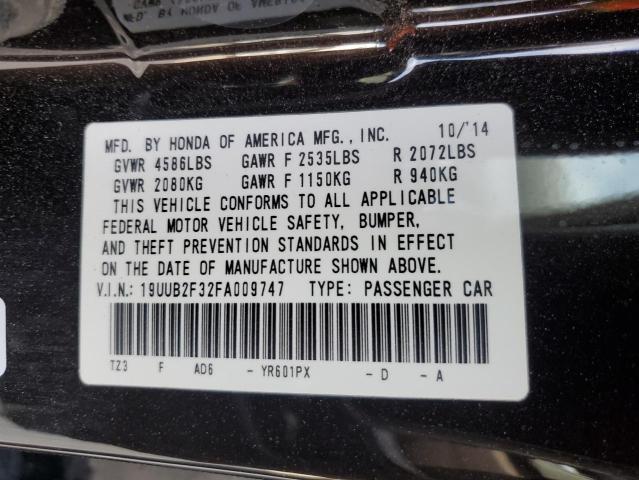 MFD. BY HONDA OF AMERICA MFG., INC. 10/'14
GVWR 4586LBS GAWR F 2535LBS R 2072LBS
GVWR 2080KG GAWR F 1150KG R 940KG
THIS VEHICLE CONFORMS TO ALL APPLICABLE
FEDERAL MOTOR VEHICLE SAFETY, BUMPER,
AND THEFT PREVENTION STANDARDS IN EFFECT
ON THE DATE OF MANUFACTURE SHOWN ABOVE.
V.I.N.: 19UUB2F32FA009747 TYPE: PASSENGER CAR
TZ3 F AD6 - YR601PX - D - A